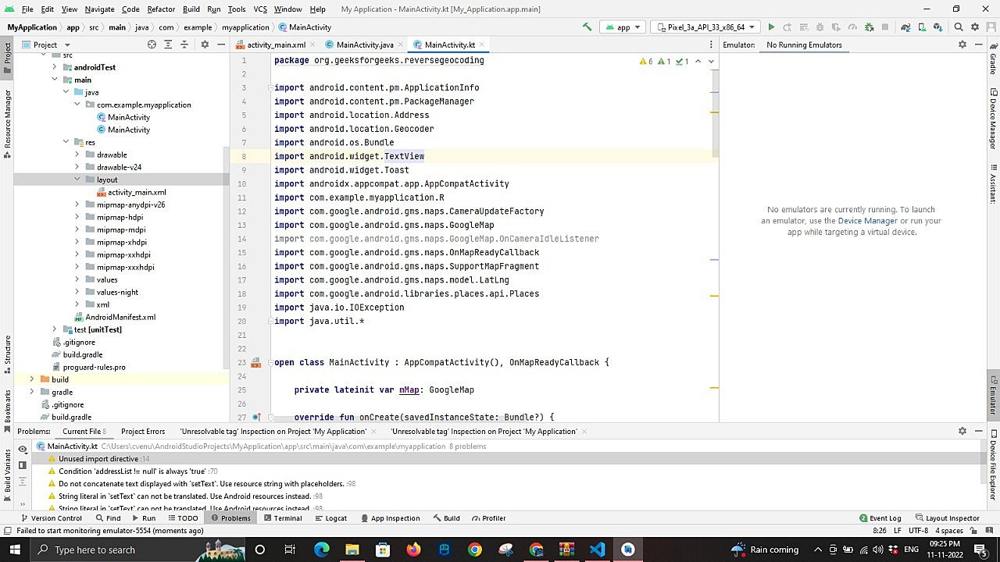 File Edit View Navigate Code Refactor Build Run Tools VCS Window Help My Application - MainActivity.kt [My_Application.app.main]
MyApplication app src main java com example myapplication MainActivity app Pixel_3a_API_33_x86_64
Project activity_main.xml MainActivity.java MainActivity.kt Emulator: No Running Emulators
src
androidTest
main
java
com.example.myapplication
MainActivity
MainActivity
res
drawable
drawable-v24
layout
activity_main.xml
mipmap-anydpi-v26
mipmap-hdpi
mipmap-mdpi
mipmap-xhdpi
mipmap-xxhdpi
mipmap-xxxhdpi
values
values-night
xml
AndroidManifest.xml
test [unitTest]
.gitignore
build.gradle
proguard-rules.pro
build
gradle
.gitignore
build.gradle
6 1 1
1 package org.geeksforgeeks.reversegeocoding
2
3 import android.content.pm.ApplicationInfo
4 import android.content.pm.PackageManager
5 import android.location.Address
6 import android.location.Geocoder
7 import android.os.Bundle
8 import android.widget.TextView
9 import android.widget.Toast
10 import androidx.appcompat.app.AppCompatActivity
11 import com.example.myapplication.R
12 import com.google.android.gms.maps.CameraUpdateFactory
13 import com.google.android.gms.maps.GoogleMap
14 import com.google.android.gms.maps.GoogleMap.OnCameraIdleListener
15 import com.google.android.gms.maps.OnMapReadyCallback
16 import com.google.android.gms.maps.SupportMapFragment
17 import com.google.android.gms.maps.model.LatLng
18 import com.google.android.libraries.places.api.Places
19 import java.io.IOException
20 import java.util.*
21
22
23 open class MainActivity : AppCompatActivity(), OnMapReadyCallback {
24
25 private lateinit var mMap: GoogleMap
26
27 override fun onCreate(savedInstanceState: Bundle?) {
No emulators are currently running. To launch
an emulator, use the Device Manager or run your
app while targeting a virtual device.
Project
Resource Manager
Structure
Bookmarks
Build Variants
Gradle
Device Manager
Assistant
Emulator
Device File Explorer
Problems: Current File 8 Project Errors 'Unresolvable tag' Inspection on Project 'My Application' 'Unresolvable tag' Inspection on Project 'My Application'
MainActivity.kt C:\Users\cvenu\AndroidStudioProjects\MyApplication\app\src\main\java\com\example\myapplication 8 problems
Unused import directive :14
Condition 'addressList != null' is always 'true' :70
Do not concatenate text displayed with `setText`. Use resource string with placeholders. :98
String literal in `setText` can not be translated. Use Android resources instead. :98
String literal in `setText` can not be translated. Use Android resources instead. :98
Version Control Find Run TODO Problems Terminal Logcat App Inspection Build Profiler Event Log Layout Inspector
Failed to start monitoring emulator-5554 (moments ago) 8:26 LF UTF-8 4 spaces
Type here to search Rain coming ENG 09:25 PM
11-11-2022